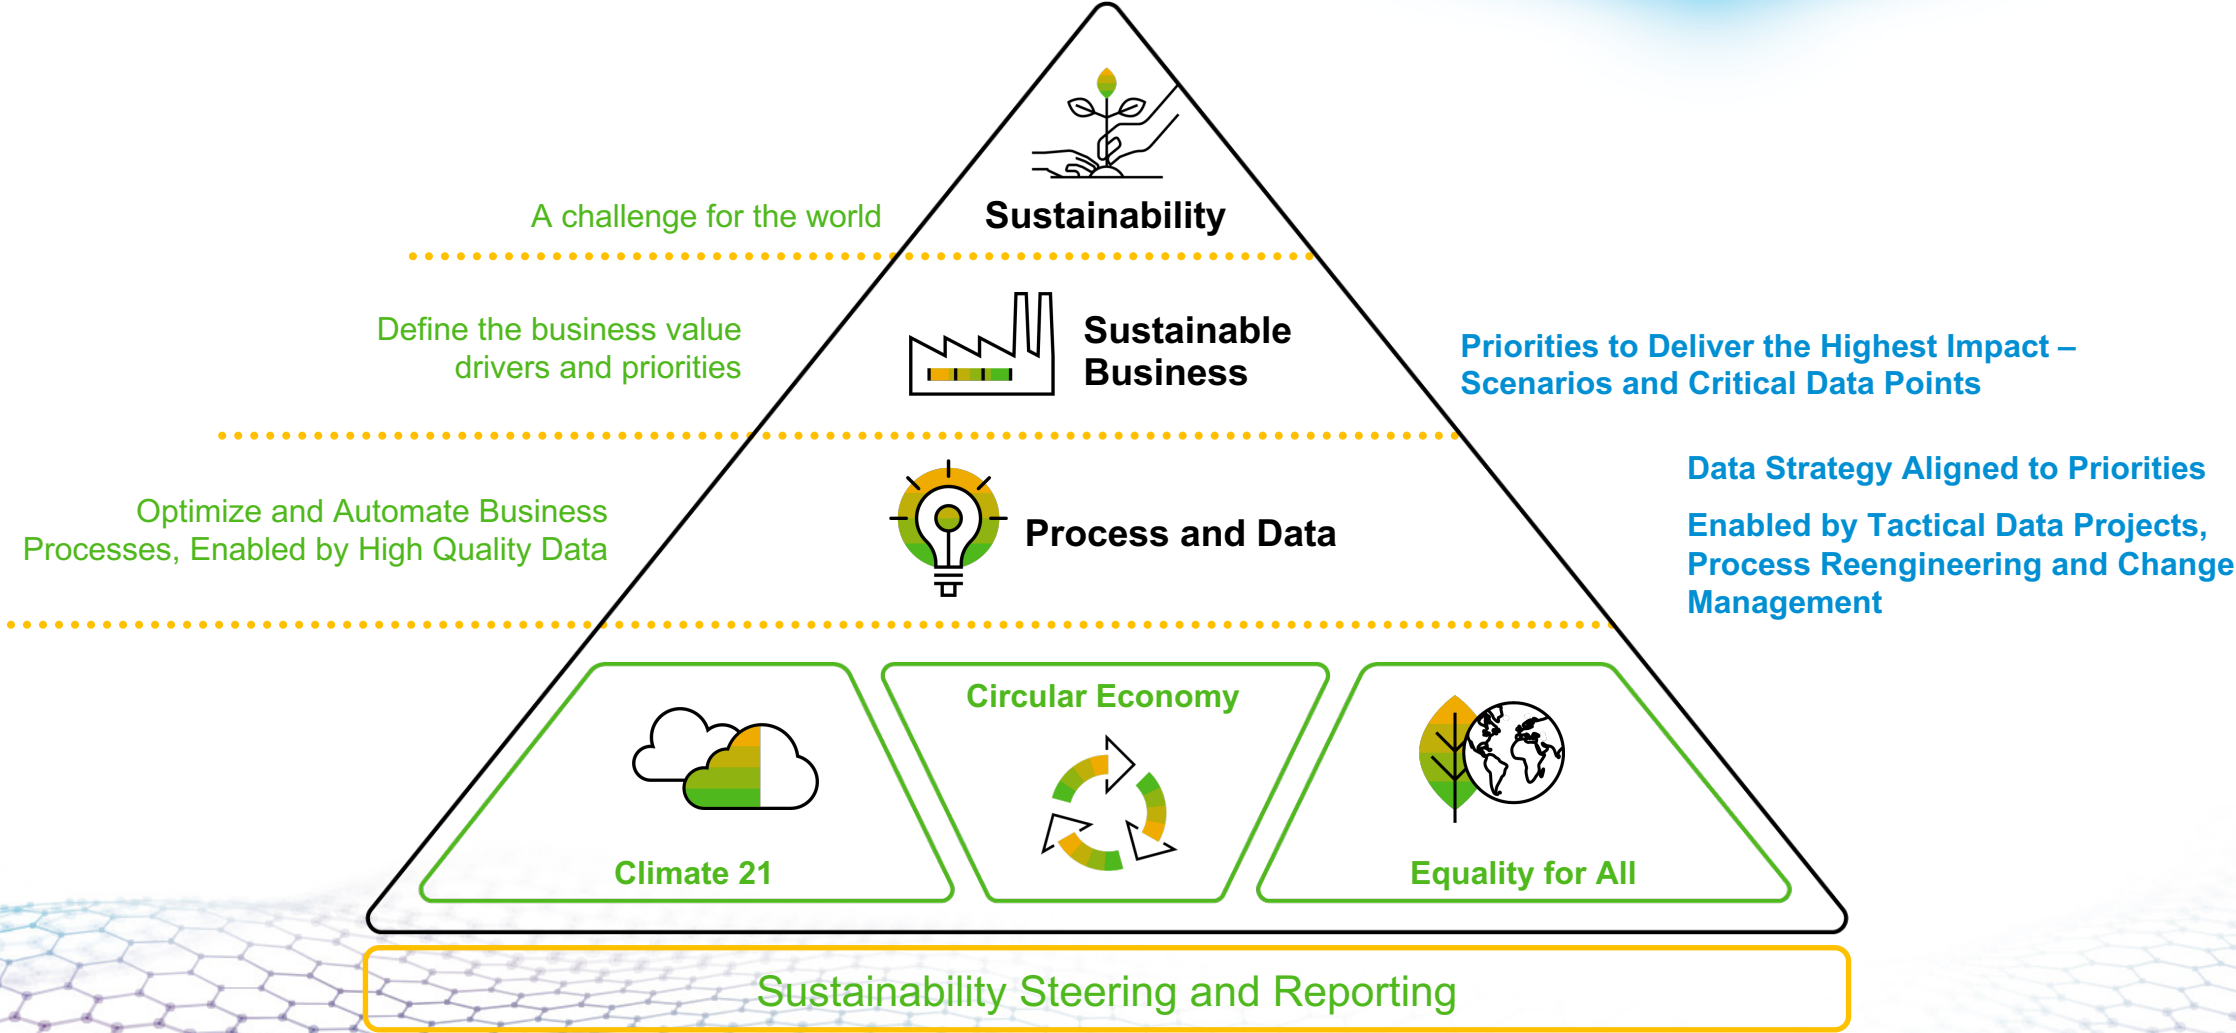 A challenge for the world
Sustainability
Define the business value
drivers and priorities
Sustainable
Business
Priorities to Deliver the Highest Impact –
Scenarios and Critical Data Points
Optimize and Automate Business
Processes, Enabled by High Quality Data
Process and Data
Data Strategy Aligned to Priorities
Enabled by Tactical Data Projects,
Process Reengineering and Change
Management
Climate 21
Circular Economy
Equality for All
Sustainability Steering and Reporting